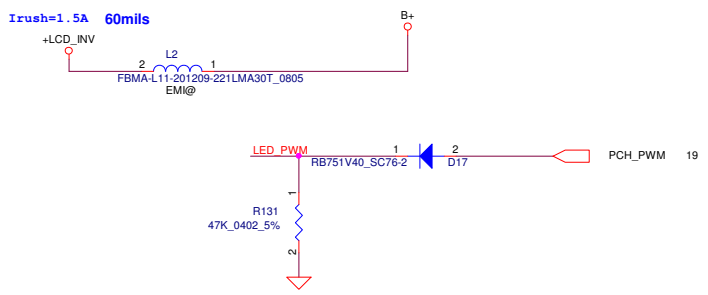 Irush=1.5A 60mils
B+
+LCD_INV
L2
2 1
FBMA-L11-201209-221LMA30T_0805
EMI@
LED_PWM
1 2
RB751V40_SC76-2 D17
PCH_PWM 19
1
R131
47K_0402_5%
2